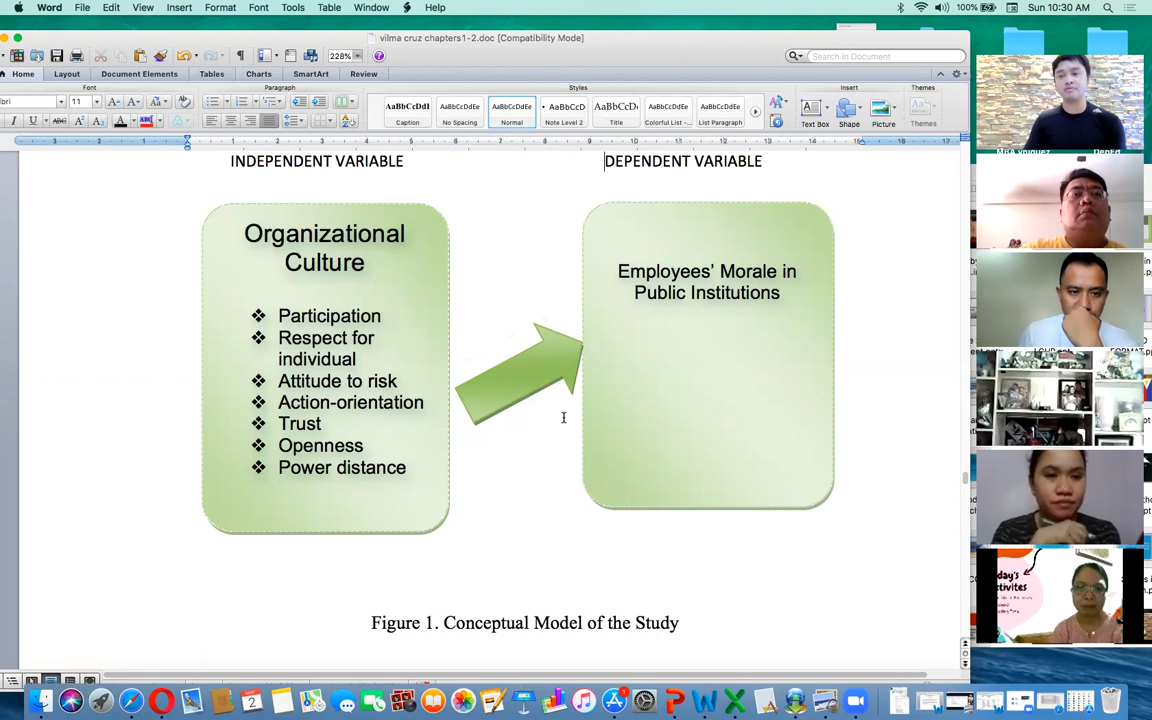 Word File Edit View Insert Format Font Tools Table Window Help
100% Sun 10:30 AM
vilma cruz chapters1-2.doc [Compatibility Mode]
228%
Search in Document
Home Layout Document Elements Tables Charts SmartArt Review
Font Paragraph Styles Insert Themes
11
AaBbCcDdI AaBbCcDdEe AaBbCcDdEe AaBbCcD AaBbCcDdEe AaBbCcDdEe AaBbCcDdEe
Caption No Spacing Normal Note Level 2 Title Colorful List -... List Paragraph
Text Box Shape Picture Themes
INDEPENDENT VARIABLE DEPENDENT VARIABLE
Organizational
Culture
❖ Participation
❖ Respect for
individual
❖ Attitude to risk
❖ Action-orientation
❖ Trust
❖ Openness
❖ Power distance
Employees' Morale in
Public Institutions
Figure 1. Conceptual Model of the Study
DepEd